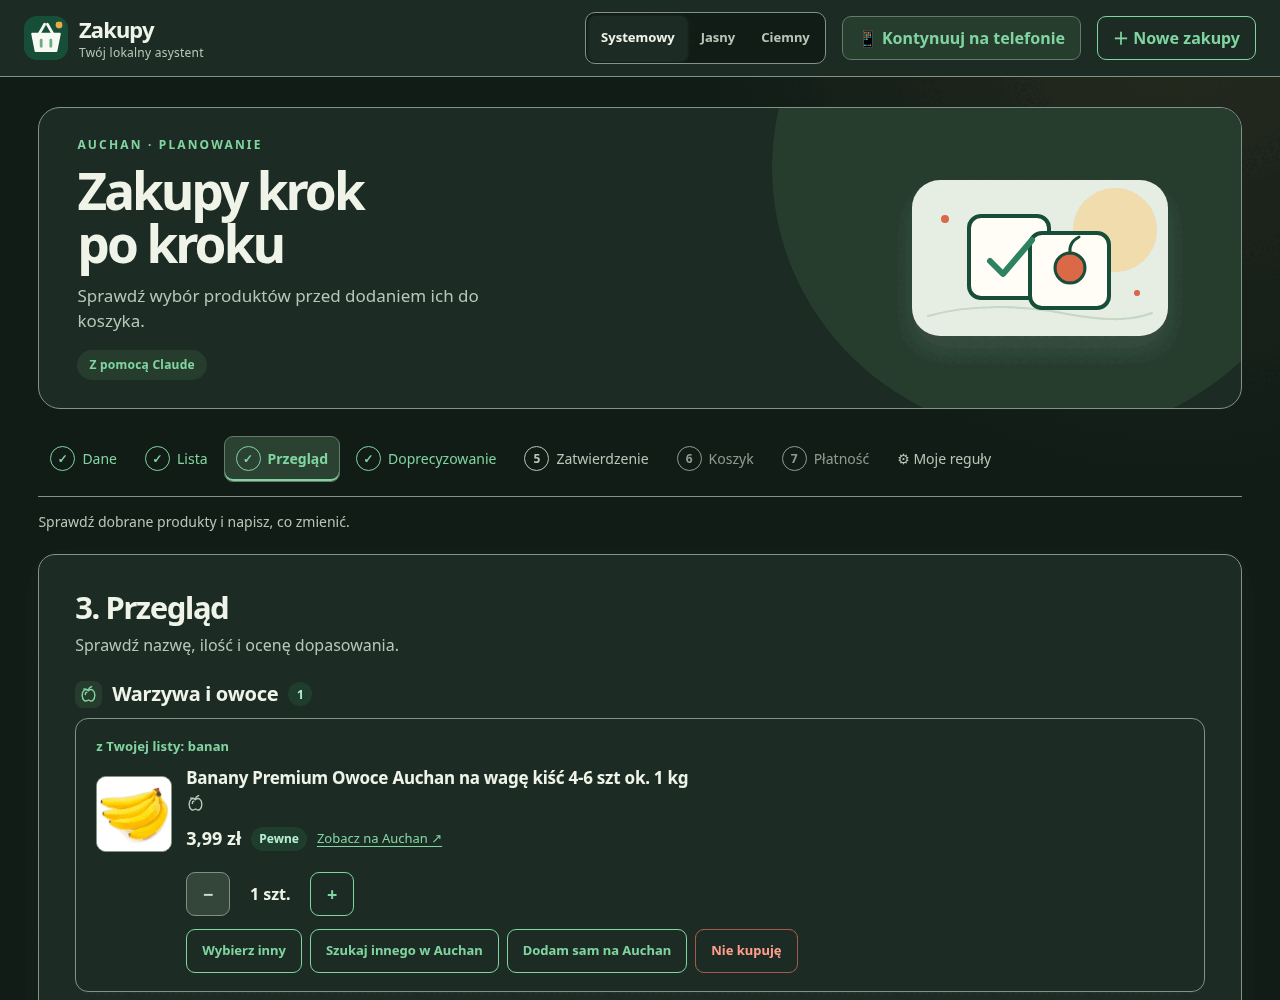 Zakupy
Twój lokalny asystent
Systemowy
Jasny
Ciemny
Kontynuuj na telefonie
+ Nowe zakupy
AUCHAN · PLANOWANIE
Zakupy krok
po kroku
Sprawdź wybór produktów przed dodaniem ich do
koszyka.
Z pomocą Claude
✓ Dane
✓ Lista
✓ Przegląd
✓ Doprecyzowanie
5 Zatwierdzenie
6 Koszyk
7 Płatność
⚙ Moje reguły
Sprawdź dobrane produkty i napisz, co zmienić.
3. Przegląd
Sprawdź nazwę, ilość i ocenę dopasowania.
Warzywa i owoce 1
z Twojej listy: banan
Banany Premium Owoce Auchan na wagę kiść 4-6 szt ok. 1 kg
3,99 zł Pewne Zobacz na Auchan ↗
− 1 szt. +
Wybierz inny
Szukaj innego w Auchan
Dodam sam na Auchan
Nie kupuję